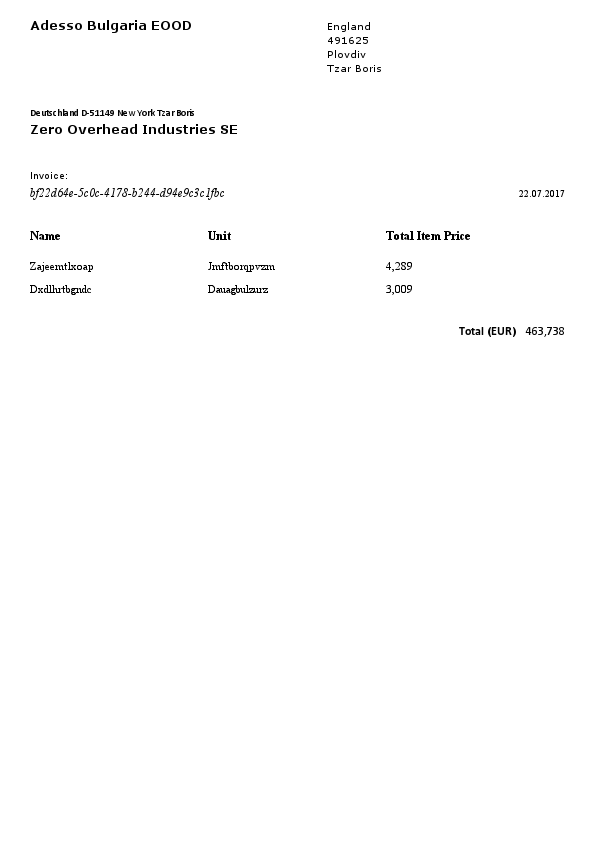 Adesso Bulgaria EOOD
England
491625
Plovdiv
Tzar Boris
Deutschland D-51149 New York Tzar Boris
Zero Overhead Industries SE
Invoice:
bf22d64e-5c0c-4178-b244-d94e9c3c1fbc 22.07.2017
Name Unit Total Item Price
Zajeemtlxoap Jmftborqpvzm 4,289
Dxdlhrtbgndc Dauagbulzurz 3,009
Total (EUR) 463,738